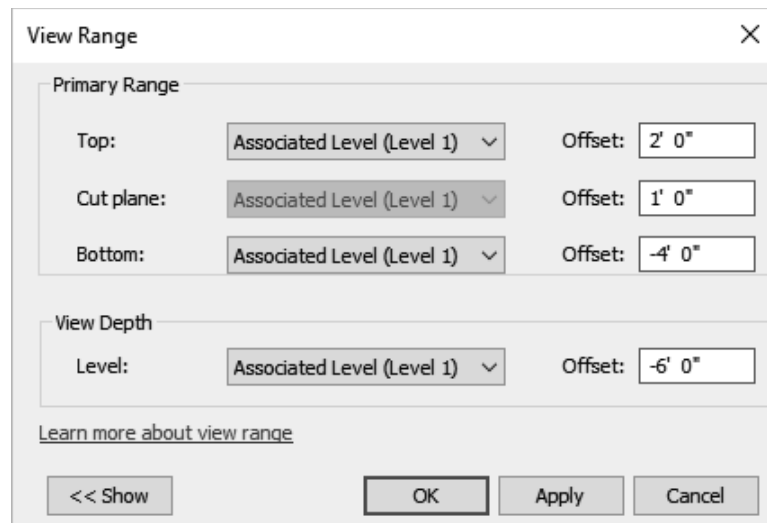 View Range
Primary Range
Top: Associated Level (Level 1) Offset: 2' 0"
Cut plane: Associated Level (Level 1) Offset: 1' 0"
Bottom: Associated Level (Level 1) Offset: -4' 0"
View Depth
Level: Associated Level (Level 1) Offset: -6' 0"
Learn more about view range
<< Show OK Apply Cancel